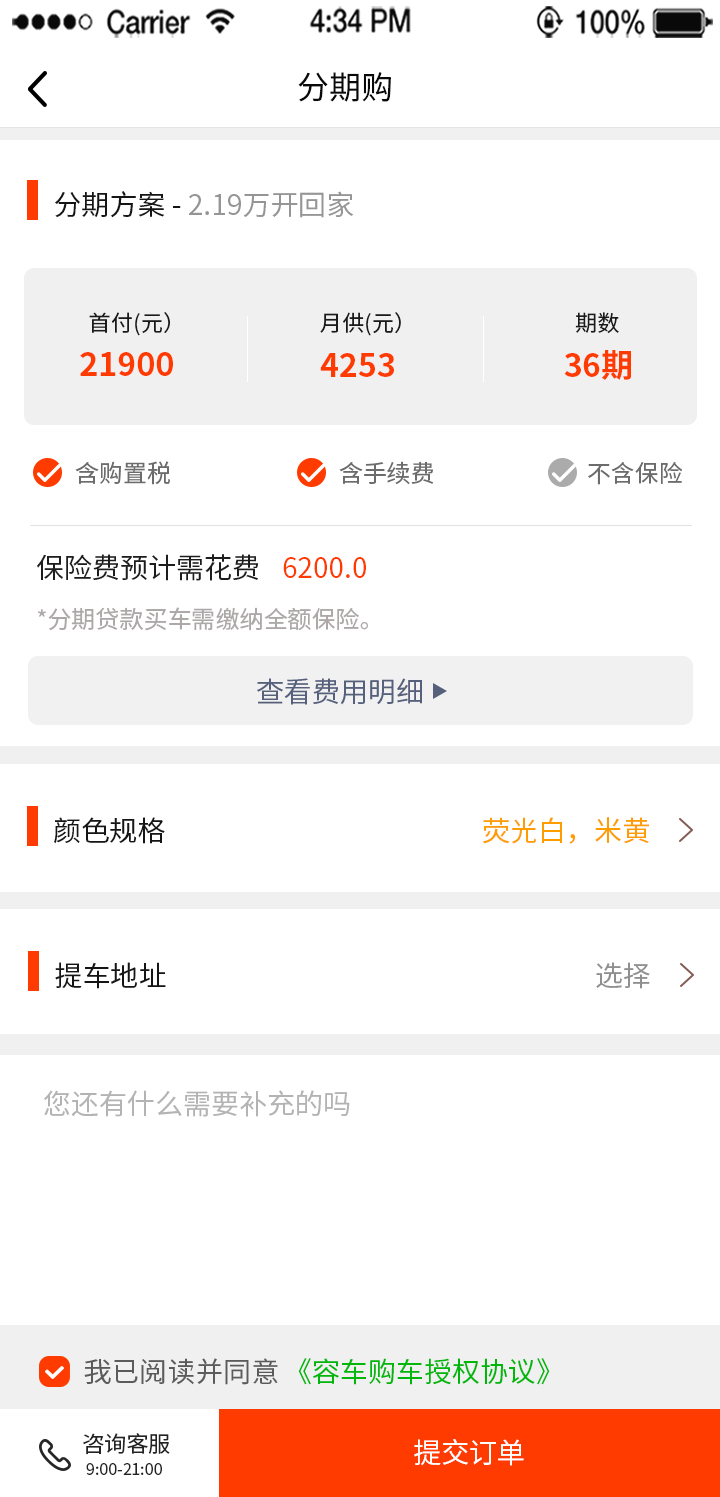 Carrier 4:34 PM 100%
分期购
分期方案 - 2.19万开回家
首付(元） 月供(元） 期数
21900 4253 36期
含购置税 含手续费 不含保险
保险费预计需花费 6200.0
*分期贷款买车需缴纳全额保险。
查看费用明细
颜色规格 荧光白，米黄
提车地址 选择
您还有什么需要补充的吗
我已阅读并同意《容车购车授权协议》
咨询客服
9:00-21:00
提交订单